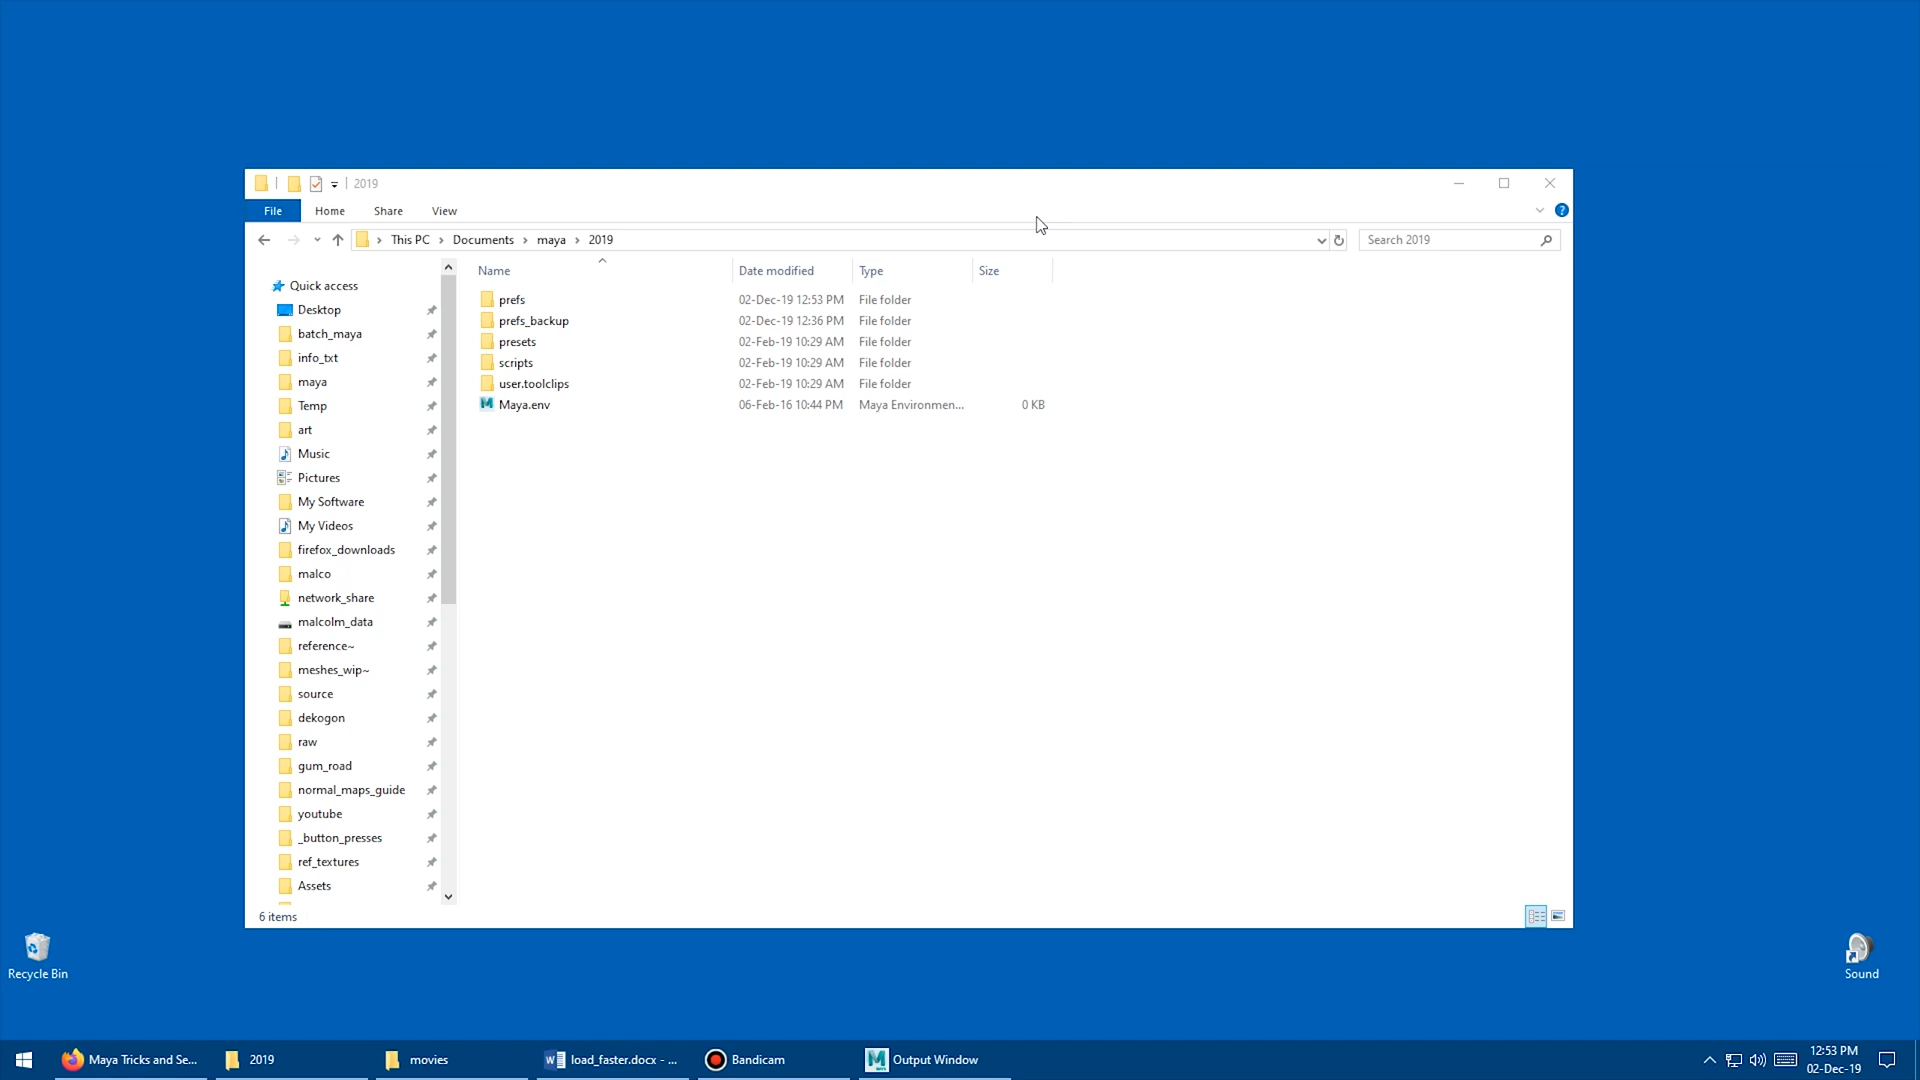 2019
File Home Share View
This PC Documents maya 2019
Search 2019
Name Date modified Type Size
Quick access
Desktop
batch_maya
info_txt
maya
Temp
art
Music
Pictures
My Software
My Videos
firefox_downloads
malco
network_share
malcolm_data
reference~
meshes_wip~
source
dekogon
raw
gum_road
normal_maps_guide
youtube
_button_presses
ref_textures
Assets
prefs 02-Dec-19 12:53 PM File folder
prefs_backup 02-Dec-19 12:36 PM File folder
presets 02-Feb-19 10:29 AM File folder
scripts 02-Feb-19 10:29 AM File folder
user.toolclips 02-Feb-19 10:29 AM File folder
Maya.env 06-Feb-16 10:44 PM Maya Environmen... 0 KB
6 items
Recycle Bin
Sound
Maya Tricks and Se... 2019 movies load_faster.docx - ... Bandicam Output Window
12:53 PM
02-Dec-19